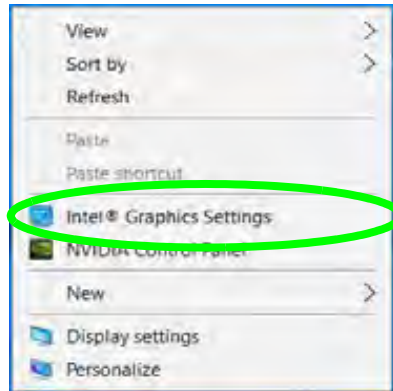 View
Sort by
Refresh
Paste
Paste shortcut
Intel® Graphics Settings
NVIDIA Control Panel
New
Display settings
Personalize